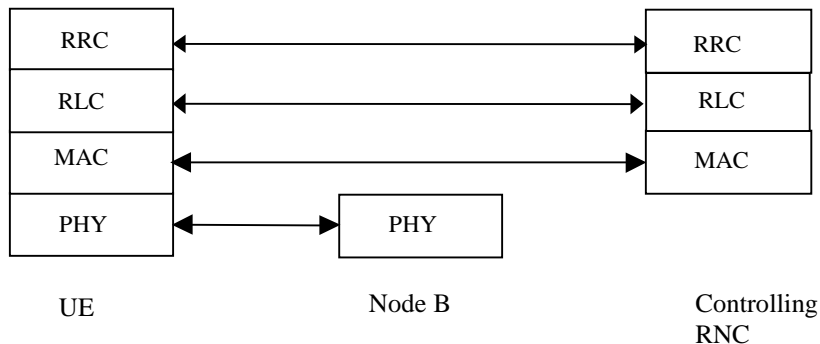 RRC
RRC
RLC
RLC
MAC
MAC
PHY
PHY
UE
Node B
Controlling
RNC